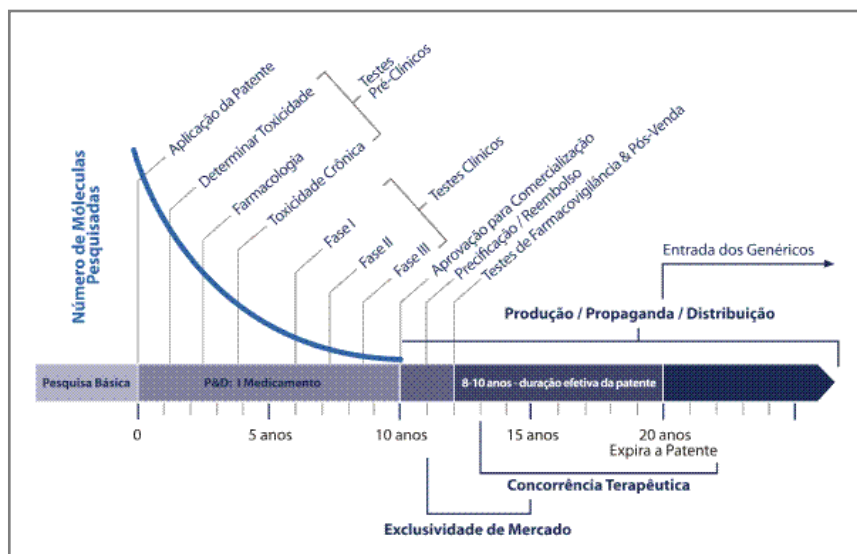 Aplicação da Patente
Determinar Toxicidade
Farmacologia
Toxicidade Crônica
Testes
Pré-Clínicos
Fase I
Fase II
Fase III
Testes Clínicos
Aprovação para Comercialização
Precificação / Reembolso
Testes de Farmacovigilância & Pós-Venda
Número de Móleculas
Pesquisadas
Entrada dos Genéricos
Produção / Propaganda / Distribuição
Pesquisa Básica
P&D: I Medicamento
8-10 anos - duração efetiva da patente
0
5 anos
10 anos
15 anos
20 anos
Expira a Patente
Concorrência Terapêutica
Exclusividade de Mercado